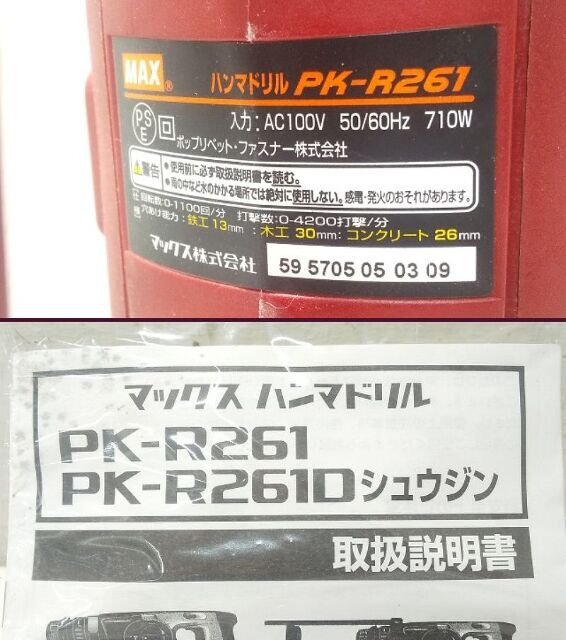 MAX® ハンマドリル PK-R261
PSE 入力：AC100V 50/60Hz 710W
ポップリベット・ファスナー株式会社
警告 ●使用前に必ず取扱説明書を読む。
●雨の中など水のかかる場所では絶対に使用しない。感電・発火のおそれがあります。
仕様 回転数:0-1100回/分 打撃数:0-4200打撃/分
穴あけ能力：鉄工 13mm：木工 30mm：コンクリート 26mm
マックス株式会社 59 5705 05 03 09
マックス ハンマドリル
PK-R261
PK-R261D シュウジン
取扱説明書